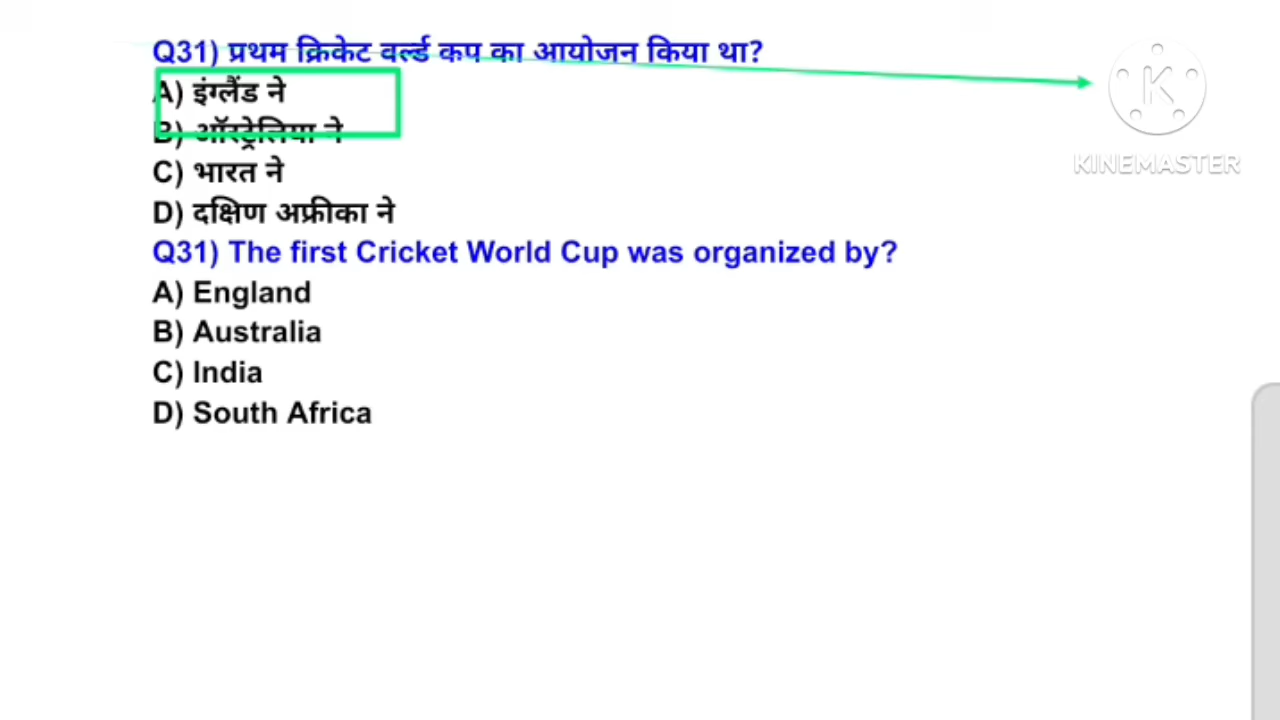 Q31) प्रथम क्रिकेट वर्ल्ड कप का आयोजन किया था?
A) इंग्लैंड ने
B) ऑस्ट्रेलिया ने
C) भारत ने
D) दक्षिण अफ्रीका ने
Q31) The first Cricket World Cup was organized by?
A) England
B) Australia
C) India
D) South Africa
K
KINEMASTER